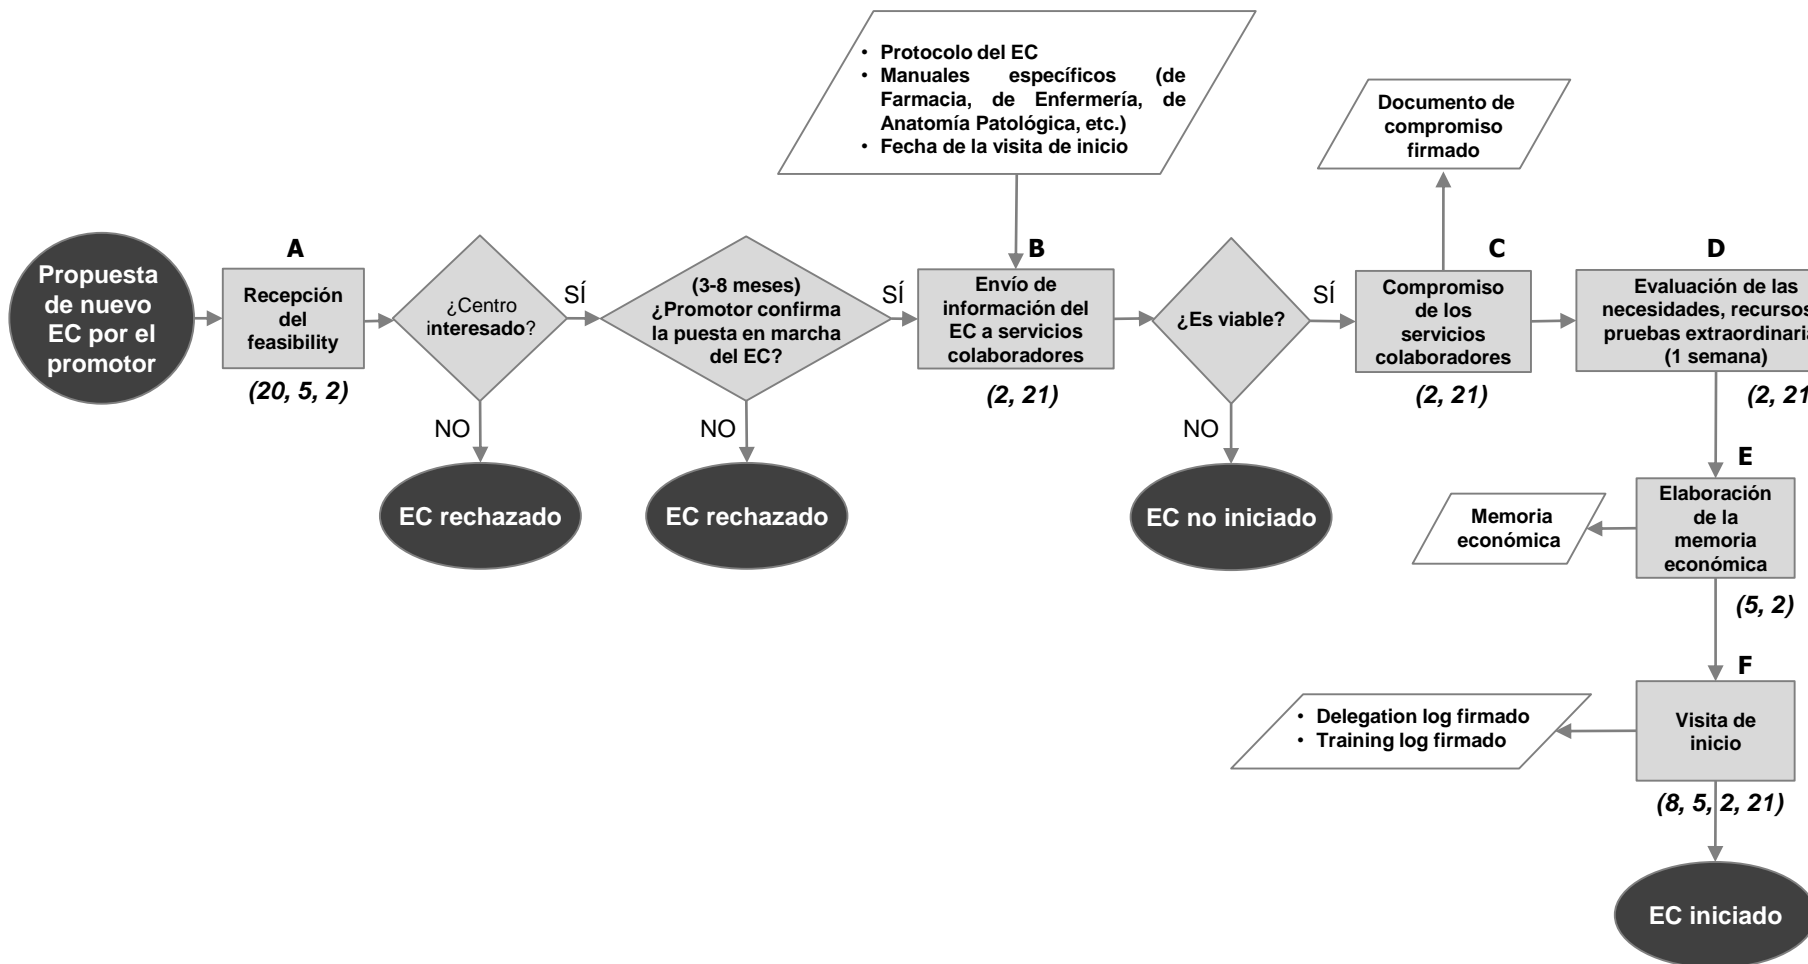 • Protocolo del EC
• Manuales específicos (de
Farmacia, de Enfermería, de
Anatomía Patológica, etc.)
• Fecha de la visita de inicio
Documento de
compromiso
firmado
Propuesta
de nuevo
EC por el
promotor
A
Recepción
del
feasibility
(20, 5, 2)
¿Centro
interesado?
SÍ
NO
EC rechazado
(3-8 meses)
¿Promotor confirma
la puesta en marcha
del EC?
SÍ
NO
EC rechazado
B
Envío de
información del
EC a servicios
colaboradores
(2, 21)
¿Es viable?
SÍ
NO
EC no iniciado
C
Compromiso
de los
servicios
colaboradores
(2, 21)
D
Evaluación de las
necesidades, recursos
pruebas
(1 semana)
(2, 21
E
Elaboración
de la
memoria
económica
(5, 2)
Memoria
económica
F
Visita de
inicio
(8, 5, 2, 21)
• Delegation log firmado
• Training log firmado
EC iniciado